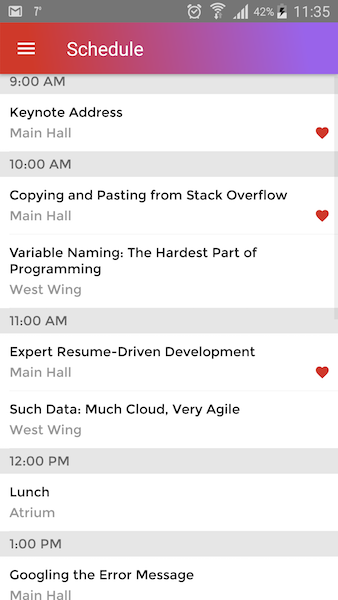 7°
42%
11:35
Schedule
9:00 AM
Keynote Address
Main Hall
10:00 AM
Copying and Pasting from Stack Overflow
Main Hall
Variable Naming: The Hardest Part of
Programming
West Wing
11:00 AM
Expert Resume-Driven Development
Main Hall
Such Data: Much Cloud, Very Agile
West Wing
12:00 PM
Lunch
Atrium
1:00 PM
Googling the Error Message
Main Hall